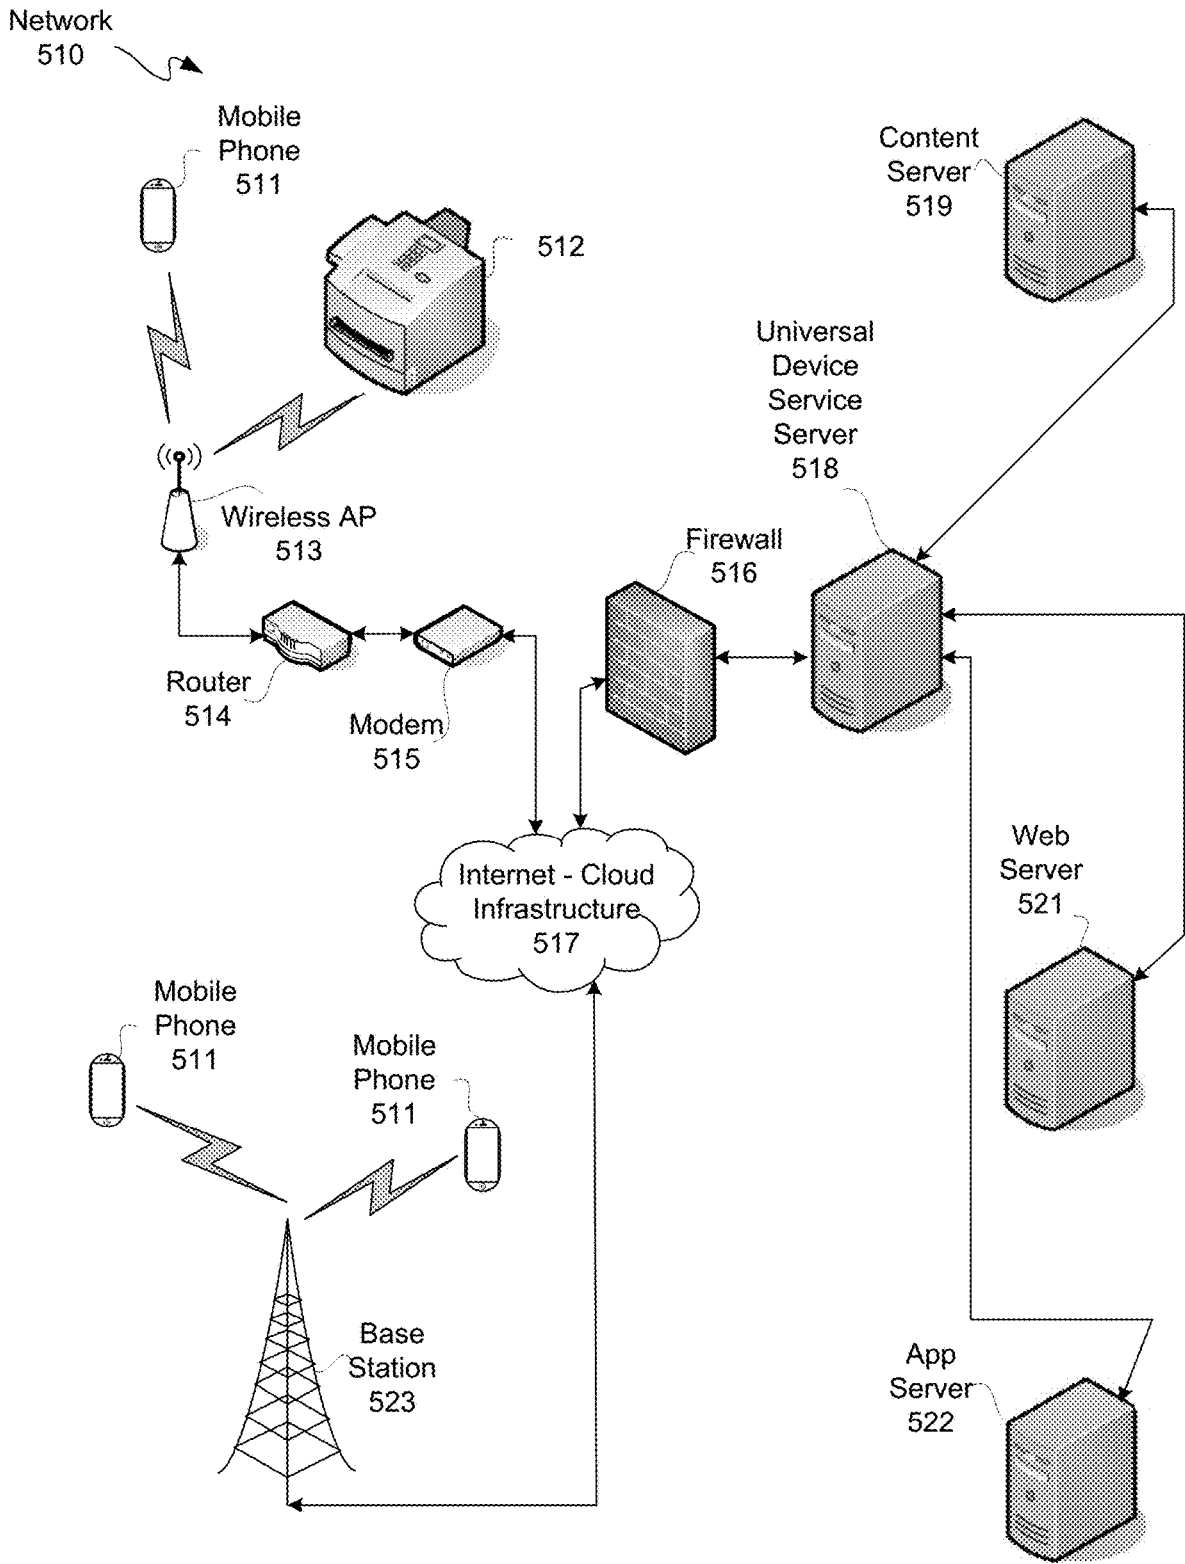 Network
510
Mobile
Phone
511
512
Content
Server
519
Universal
Device
Service
Server
518
Wireless AP
513
Firewall
516
Router
514
Modem
515
Internet - Cloud
Infrastructure
517
Web
Server
521
Mobile
Phone
511
Mobile
Phone
511
Base
Station
523
App
Server
522